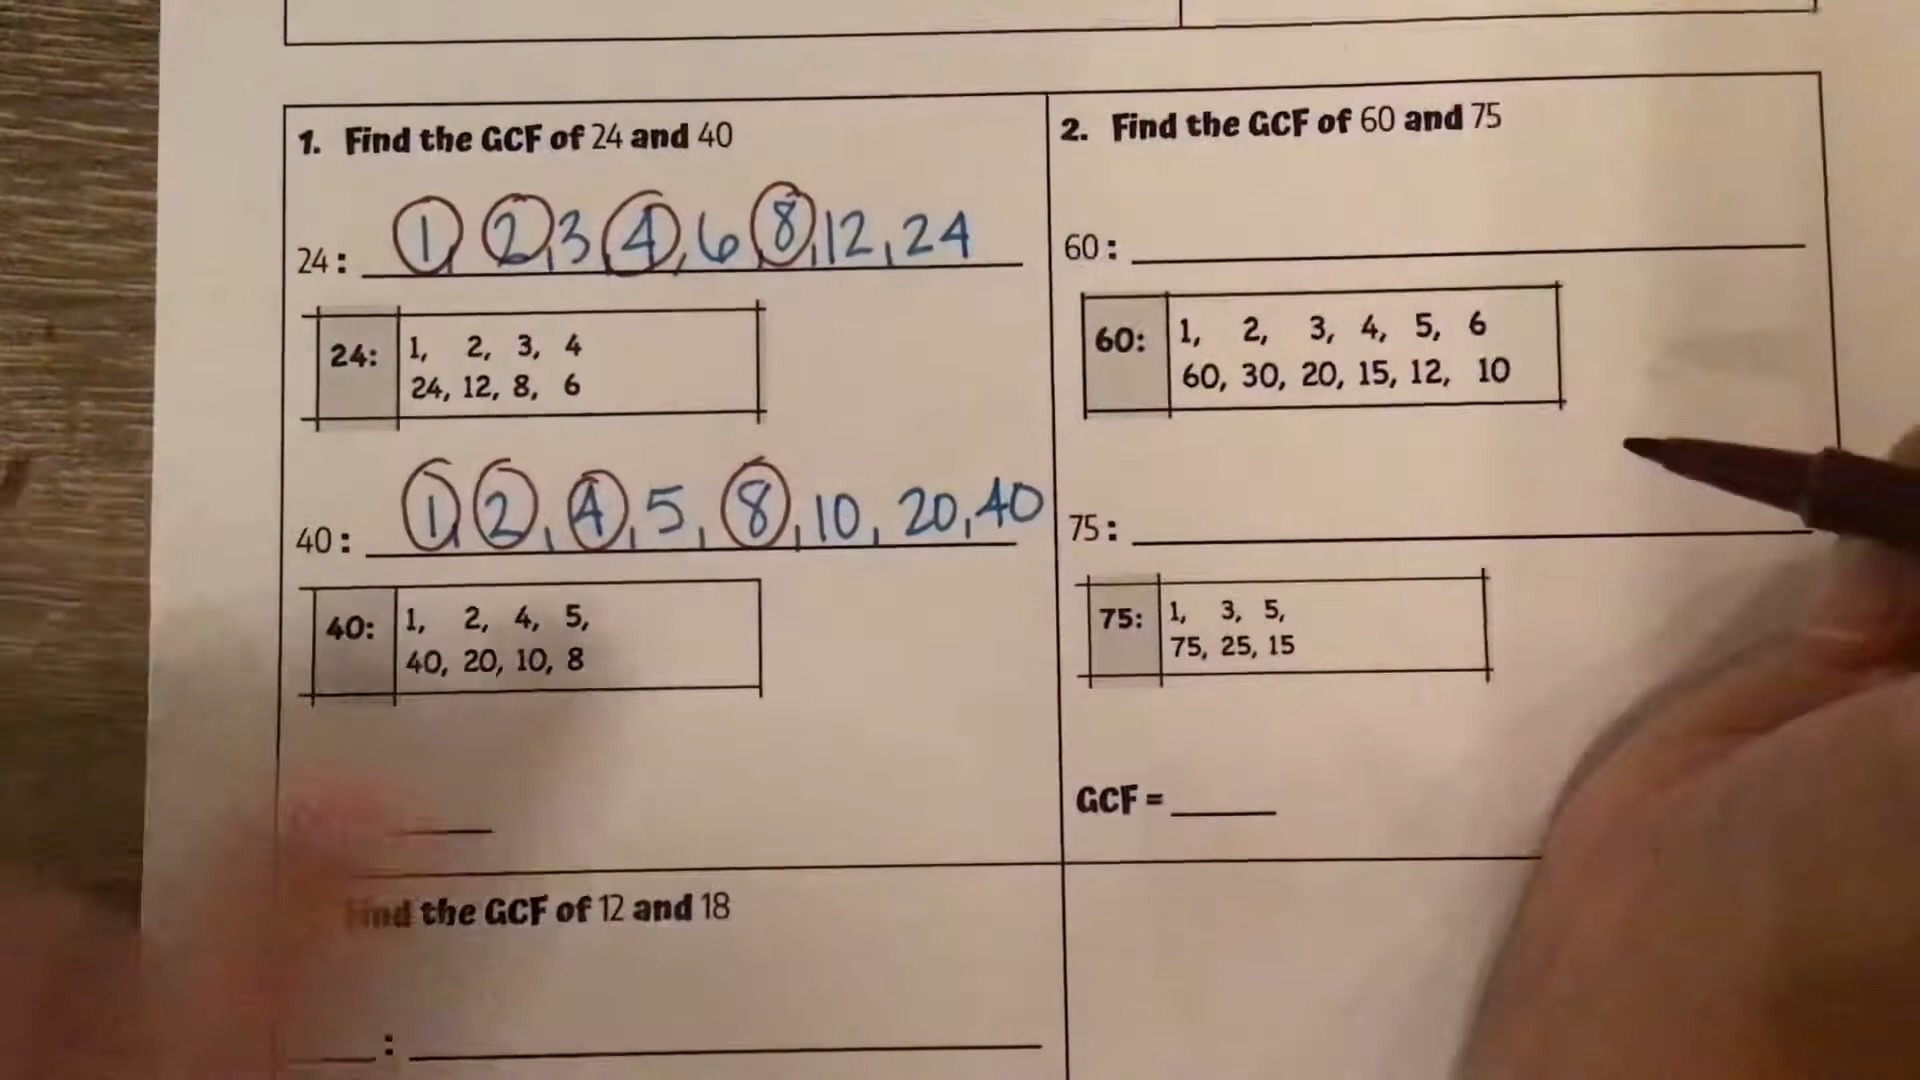 1. Find the GCF of 24 and 40
24: 1, 2, 3, 4, 6, 8, 12, 24
24: 1, 2, 3, 4
24, 12, 8, 6
40: 1, 2, 4, 5, 8, 10, 20, 40
40: 1, 2, 4, 5,
40, 20, 10, 8
2. Find the GCF of 60 and 75
60:
60: 1, 2, 3, 4, 5, 6
60, 30, 20, 15, 12, 10
75:
75: 1, 3, 5,
75, 25, 15
GCF =
Find the GCF of 12 and 18
: